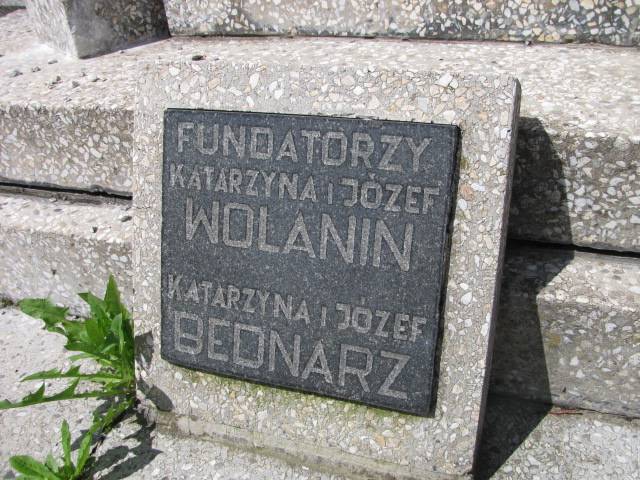 FUNDATORZY
KATARZYNA I JÓZEF
WOLANIN
KATARZYNA I JÓZEF
BEDNARZ